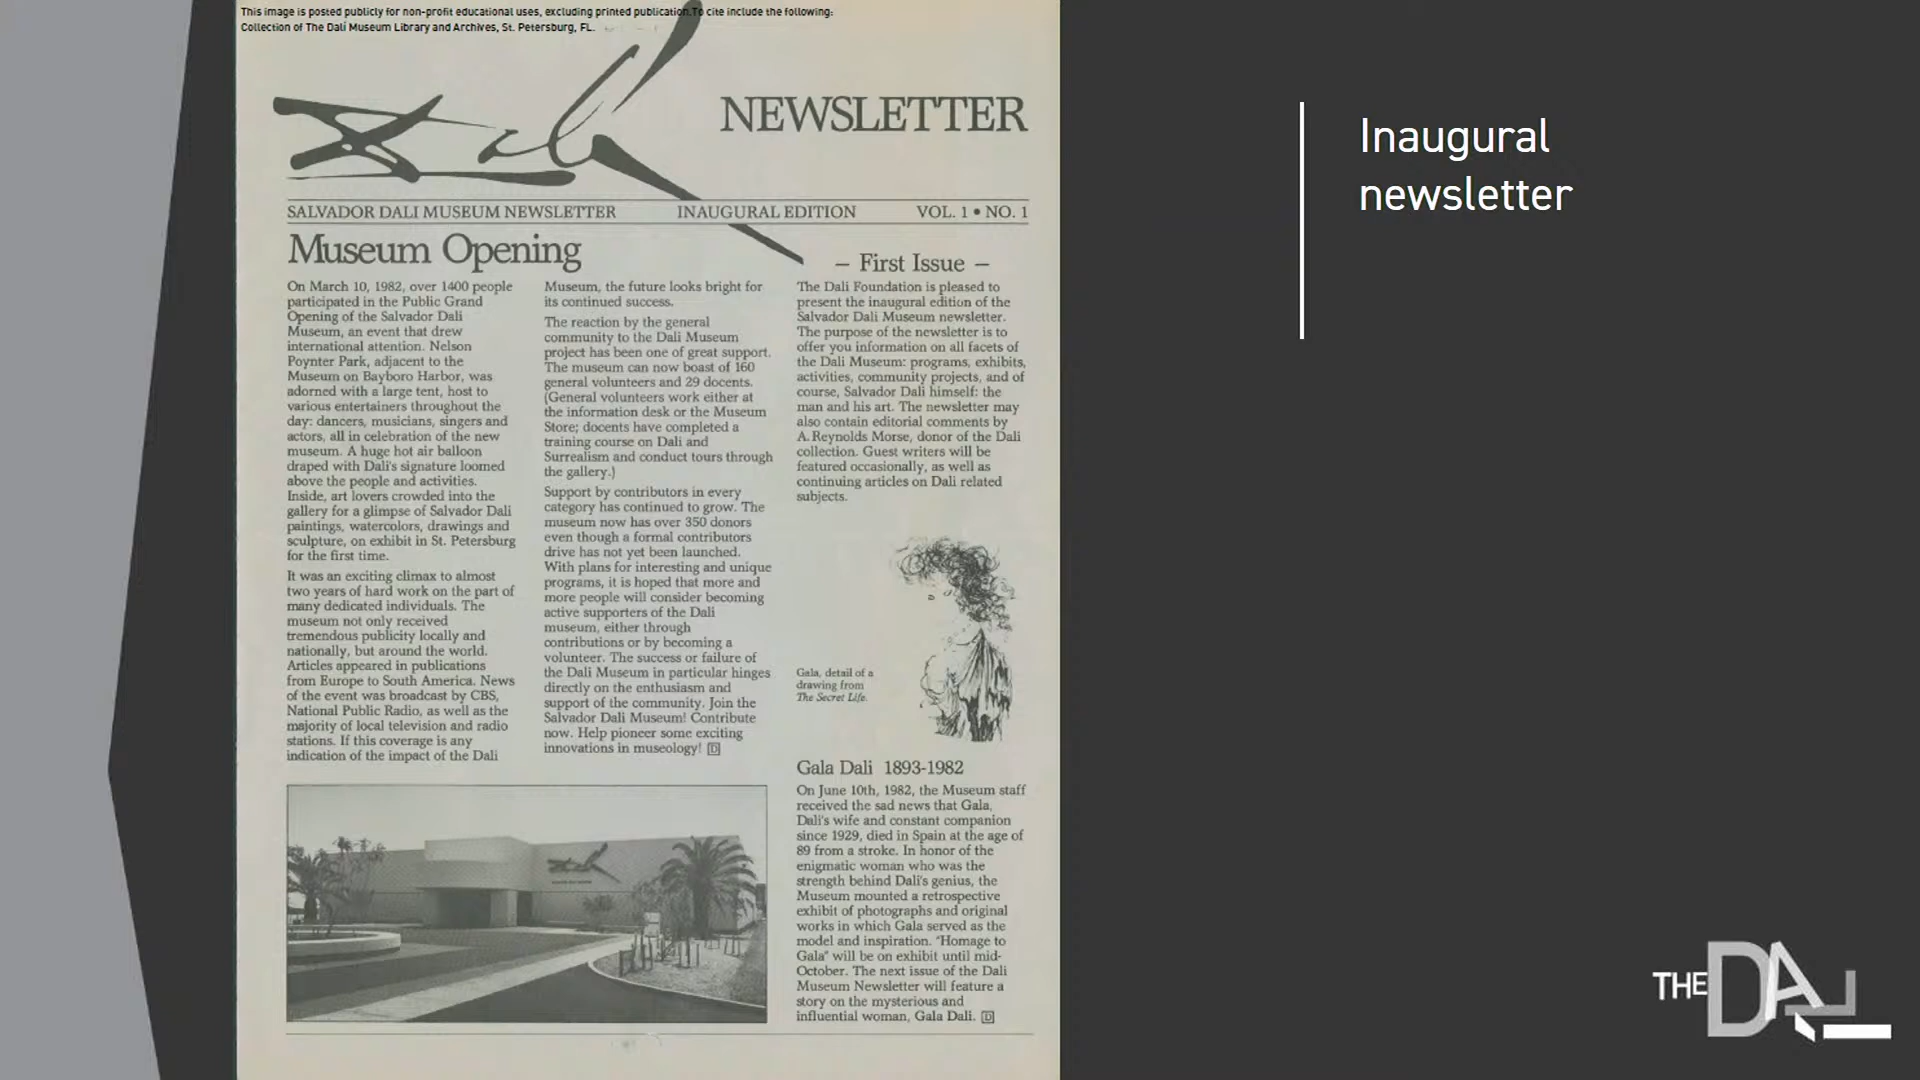 This image is posted publicly for non-profit educational uses, excluding printed publication.To cite include the following:
Collection of The Dalí Museum Library and Archives, St. Petersburg, FL.
NEWSLETTER
SALVADOR DALI MUSEUM NEWSLETTER INAUGURAL EDITION VOL. 1 • NO. 1
Museum Opening
On March 10, 1982, over 1400 people
participated in the Public Grand
Opening of the Salvador Dali
Museum, an event that drew
international attention. Nelson
Poynter Park, adjacent to the
Museum on Bayboro Harbor, was
adorned with a large tent, host to
various entertainers throughout the
day: dancers, musicians, singers and
actors, all in celebration of the new
museum. A huge hot air balloon
draped with Dali's signature loomed
above the people and activities.
Inside, art lovers crowded into the
gallery for a glimpse of Salvador Dali
paintings, watercolors, drawings and
sculpture, on exhibit in St. Petersburg
for the first time.
It was an exciting climax to almost
two years of hard work on the part of
many dedicated individuals. The
museum not only received
tremendous publicity locally and
nationally, but around the world.
Articles appeared in publications
from Europe to South America. News
of the event was broadcast by CBS,
National Public Radio, as well as the
majority of local television and radio
stations. If this coverage is any
indication of the impact of the Dali
Museum, the future looks bright for
its continued success.
The reaction by the general
community to the Dali Museum
project has been one of great support.
The museum can now boast of 160
general volunteers and 29 docents.
(General volunteers work either at
the information desk or the Museum
Store; docents have completed a
training course on Dali and
Surrealism and conduct tours through
the gallery.)
Support by contributors in every
category has continued to grow. The
museum now has over 350 donors
even though a formal contributors
drive has not yet been launched.
With plans for interesting and unique
programs, it is hoped that more and
more people will consider becoming
active supporters of the Dali
museum, either through
contributions or by becoming a
volunteer. The success or failure of
the Dali Museum in particular hinges
directly on the enthusiasm and
support of the community. Join the
Salvador Dali Museum! Contribute
now. Help pioneer some exciting
innovations in museology! D
– First Issue –
The Dali Foundation is pleased to
present the inaugural edition of the
Salvador Dali Museum newsletter.
The purpose of the newsletter is to
offer you information on all facets of
the Dali Museum: programs, exhibits,
activities, community projects, and of
course, Salvador Dali himself: the
man and his art. The newsletter may
also contain editorial comments by
A. Reynolds Morse, donor of the Dali
collection. Guest writers will be
featured occasionally, as well as
continuing articles on Dali related
subjects.
Gala, detail of a
drawing from
The Secret Life.
Gala Dali 1893-1982
On June 10th, 1982, the Museum staff
received the sad news that Gala,
Dali's wife and constant companion
since 1929, died in Spain at the age of
89 from a stroke. In honor of the
enigmatic woman who was the
strength behind Dali's genius, the
Museum mounted a retrospective
exhibit of photographs and original
works in which Gala served as the
model and inspiration. "Homage to
Gala" will be on exhibit until mid-
October. The next issue of the Dali
Museum Newsletter will feature a
story on the mysterious and
influential woman, Gala Dali. D
Inaugural
newsletter
THE DALI